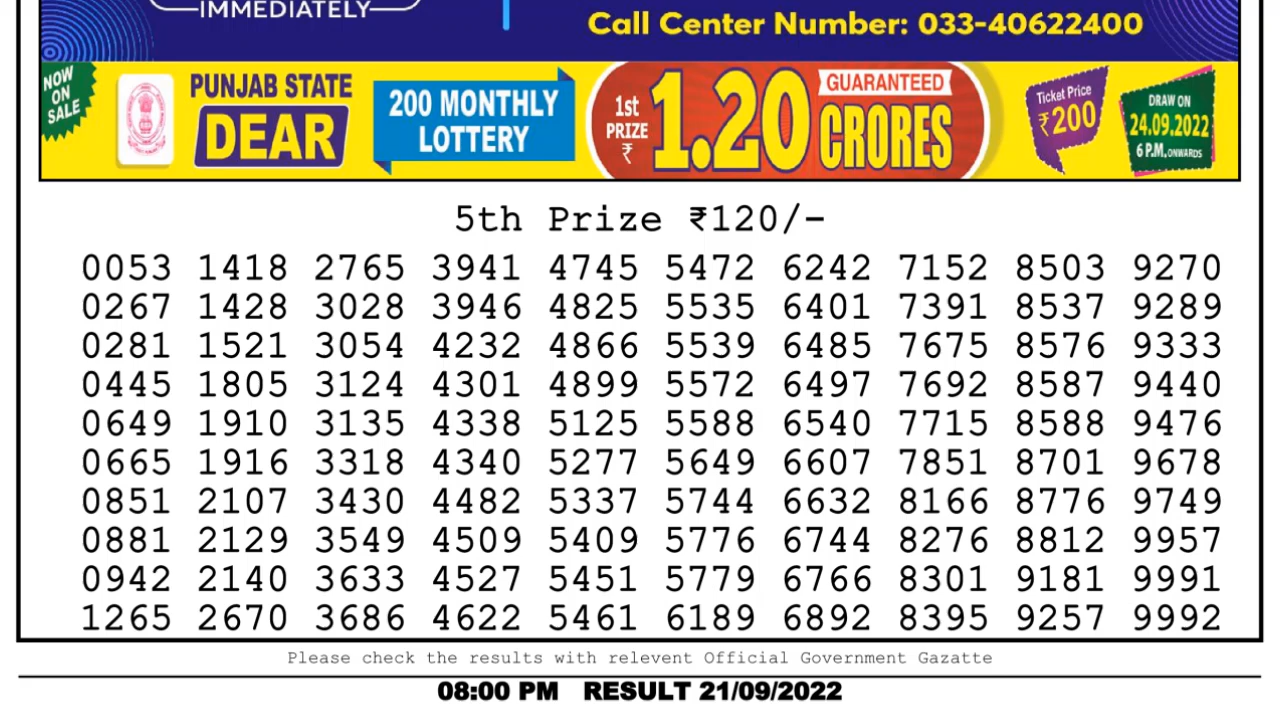 IMMEDIATELY
Call Center Number: 033-40622400
NOW ON SALE
PUNJAB STATE
DEAR
200 MONTHLY
LOTTERY
1st PRIZE ₹
1.20
GUARANTEED
CRORES
Ticket Price
₹200
DRAW ON
24.09.2022
6 P.M. ONWARDS
5th Prize ₹120/-
0053 1418 2765 3941 4745 5472 6242 7152 8503 9270
0267 1428 3028 3946 4825 5535 6401 7391 8537 9289
0281 1521 3054 4232 4866 5539 6485 7675 8576 9333
0445 1805 3124 4301 4899 5572 6497 7692 8587 9440
0649 1910 3135 4338 5125 5588 6540 7715 8588 9476
0665 1916 3318 4340 5277 5649 6607 7851 8701 9678
0851 2107 3430 4482 5337 5744 6632 8166 8776 9749
0881 2129 3549 4509 5409 5776 6744 8276 8812 9957
0942 2140 3633 4527 5451 5779 6766 8301 9181 9991
1265 2670 3686 4622 5461 6189 6892 8395 9257 9992
Please check the results with relevent Official Government Gazatte
08:00 PM RESULT 21/09/2022